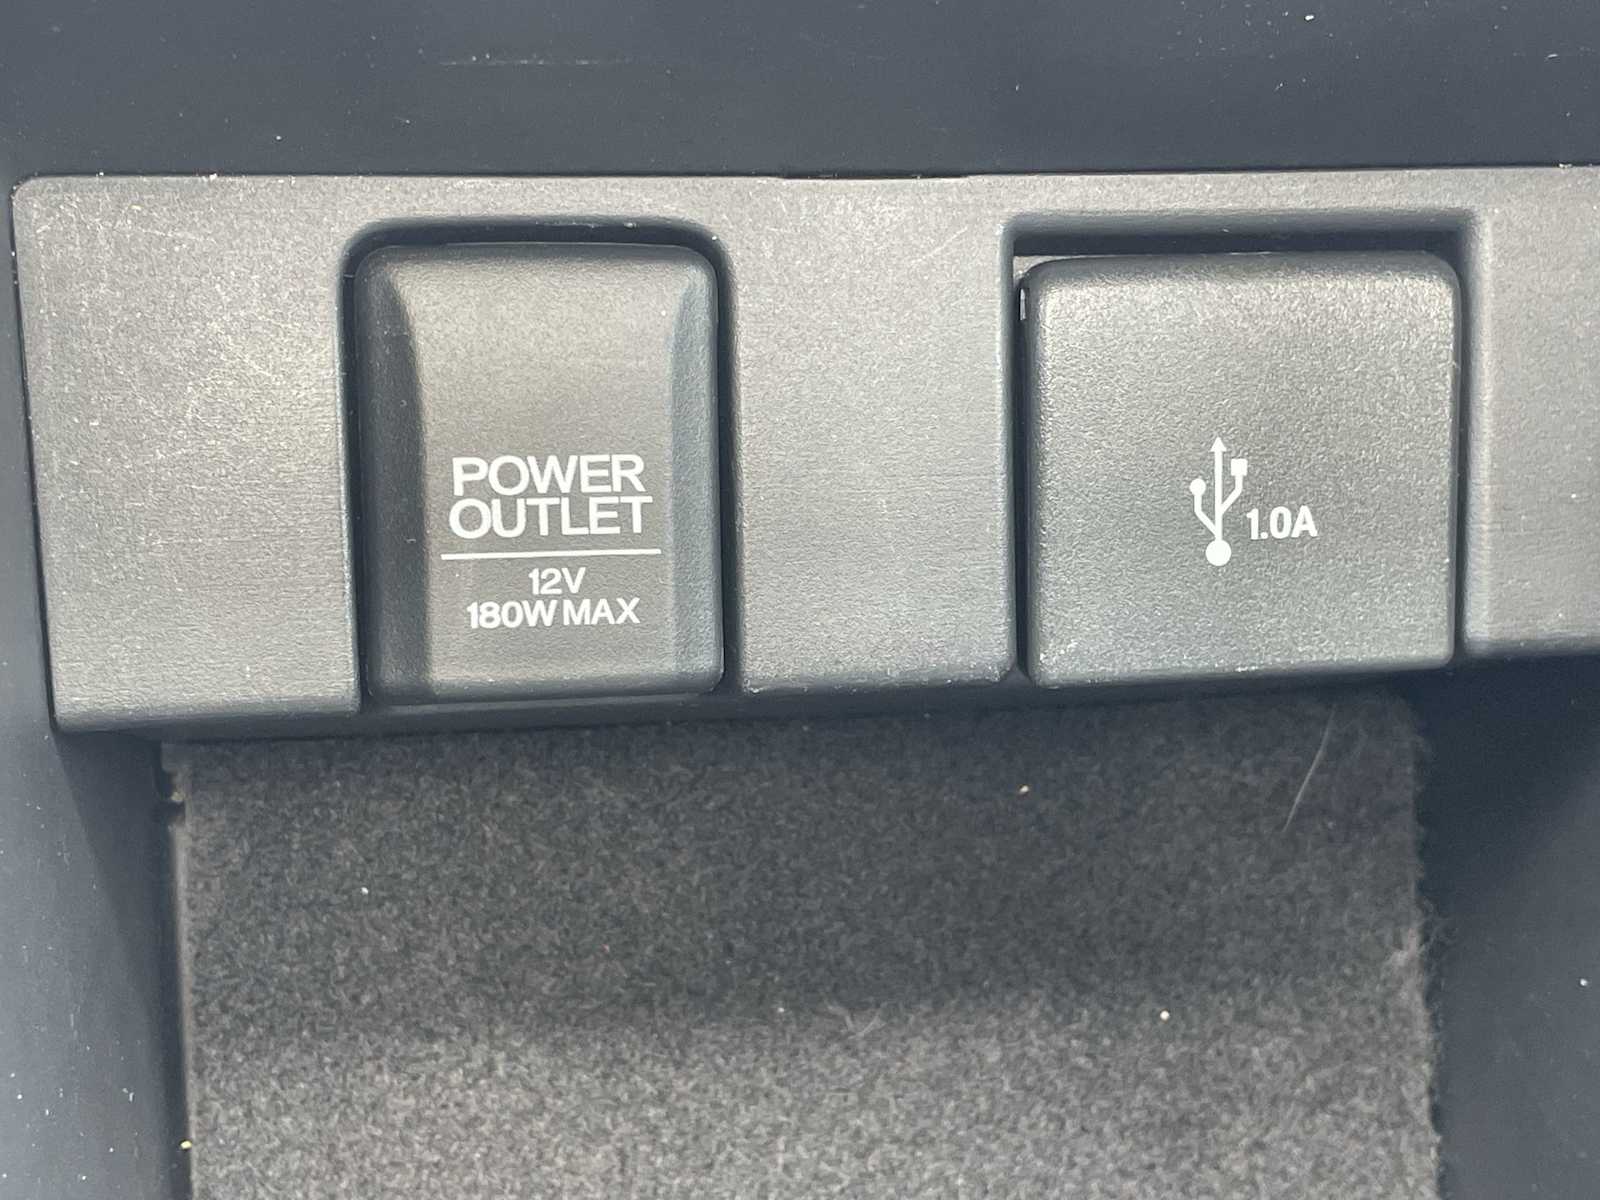 POWER
OUTLET
12V
180W MAX
1.0A